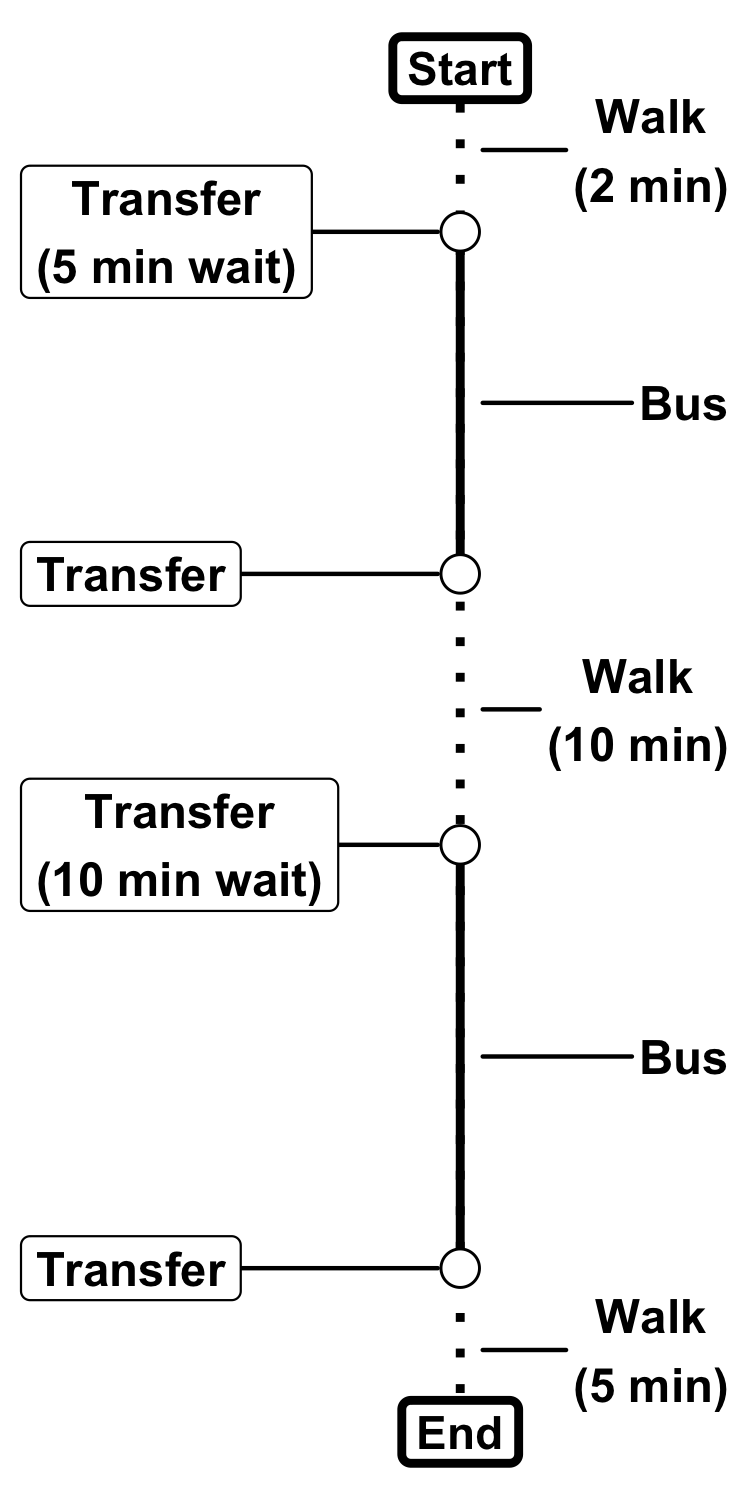 Start
Walk
(2 min)
Transfer
(5 min wait)
Bus
Transfer
Walk
(10 min)
Transfer
(10 min wait)
Bus
Transfer
Walk
(5 min)
End